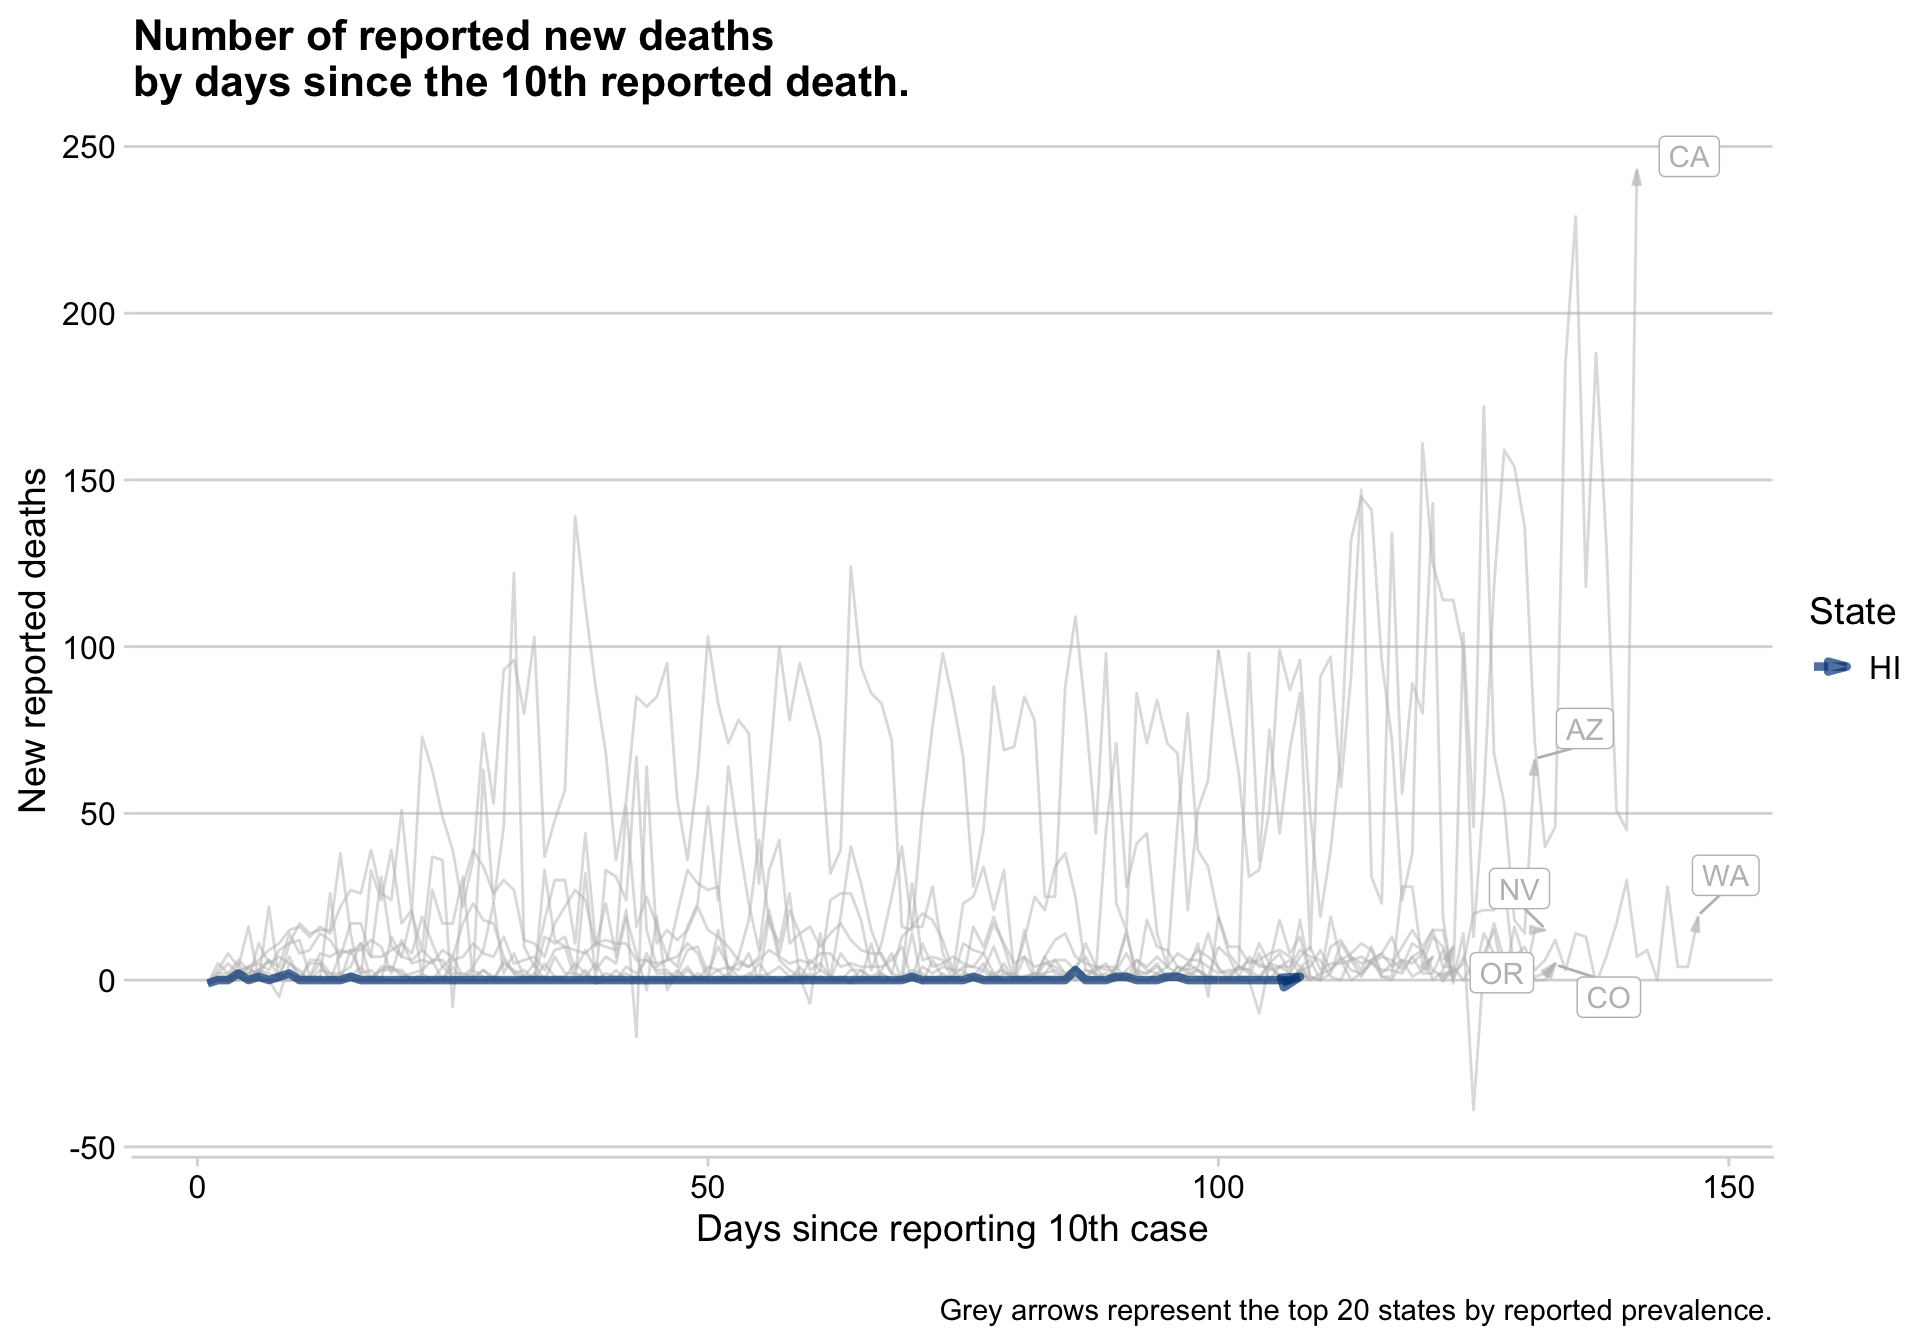 Number of reported new deaths
by days since the 10th reported death.
250
200
150
100
50
0
-50
New reported deaths
CA
AZ
NV
WA
OR
CO
State
HI
0
50
100
150
Days since reporting 10th case
Grey arrows represent the top 20 states by reported prevalence.